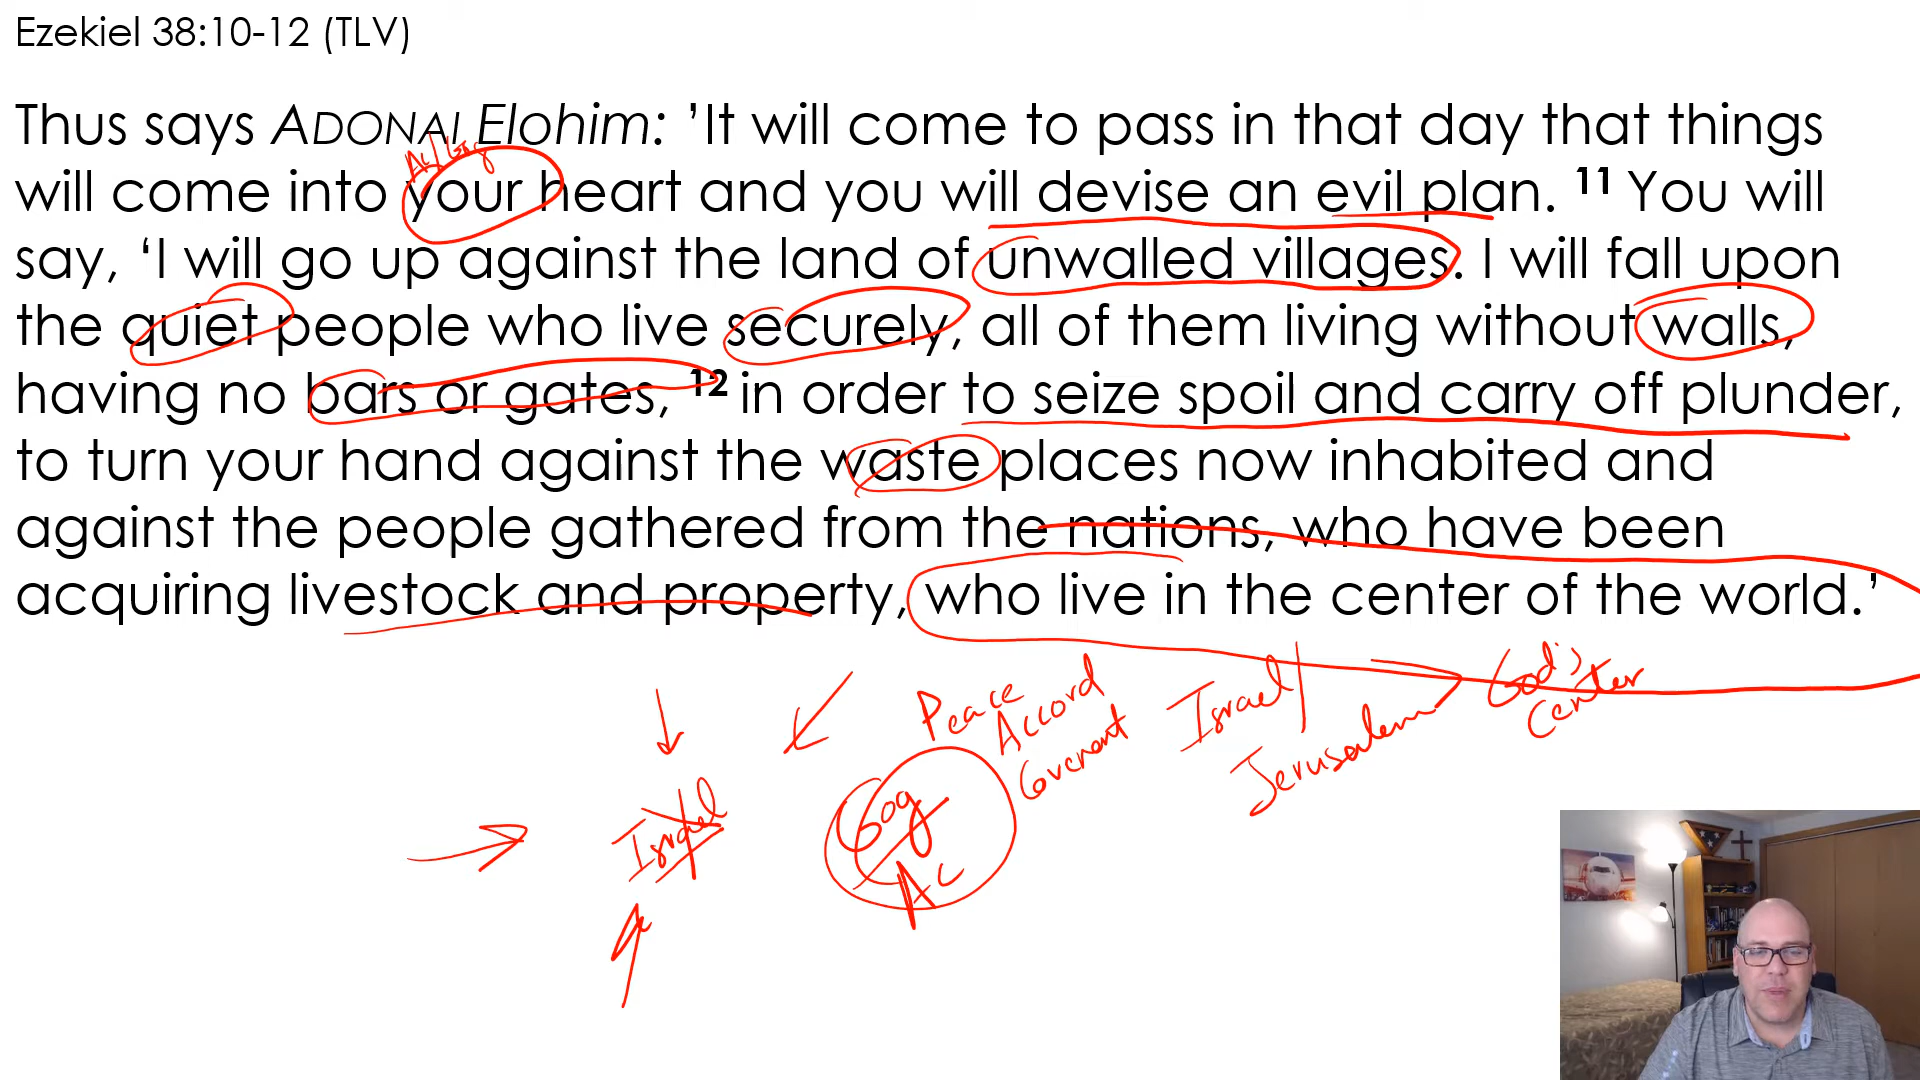 Ezekiel 38:10-12 (TLV)
Thus says ADONAI Elohim: ’It will come to pass in that day that things
will come into your heart and you will devise an evil plan. 11 You will
say, ‘I will go up against the land of unwalled villages. I will fall upon
the quiet people who live securely, all of them living without walls,
having no bars or gates, 12 in order to seize spoil and carry off plunder,
to turn your hand against the waste places now inhabited and
against the people gathered from the nations, who have been
acquiring livestock and property, who live in the center of the world.’
AC/Gog
Peace
Accord
Covenant
Israel/
Jerusalem
God's
Center
Israel
Gog
AC